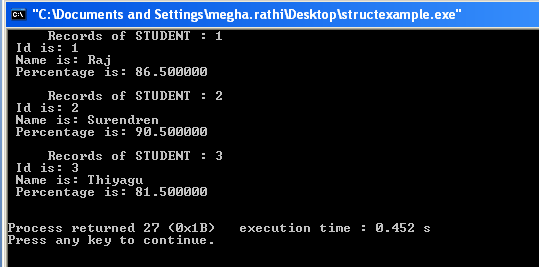 "C:\Documents and Settings\megha.rathi\Desktop\structexample.exe"
Records of STUDENT : 1
Id is: 1
Name is: Raj
Percentage is: 86.500000
Records of STUDENT : 2
Id is: 2
Name is: Surendren
Percentage is: 90.500000
Records of STUDENT : 3
Id is: 3
Name is: Thiyagu
Percentage is: 81.500000
Process returned 27 (0x1B)   execution time : 0.452 s
Press any key to continue.